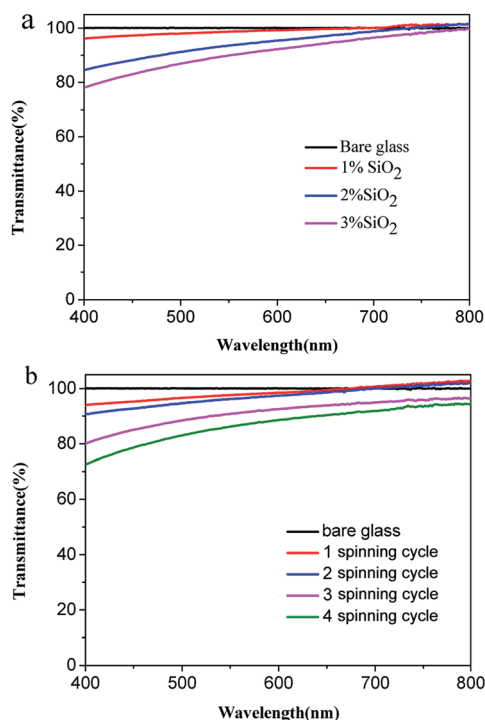 a
100
80
60
40
20
0
Transmittance(%)
Bare glass
1% SiO2
2%SiO2
3%SiO2
400 500 600 700 800
Wavelength(nm)
b
100
80
60
40
20
0
Transmittance(%)
bare glass
1 spinning cycle
2 spinning cycle
3 spinning cycle
4 spinning cycle
400 500 600 700 800
Wavelength(nm)